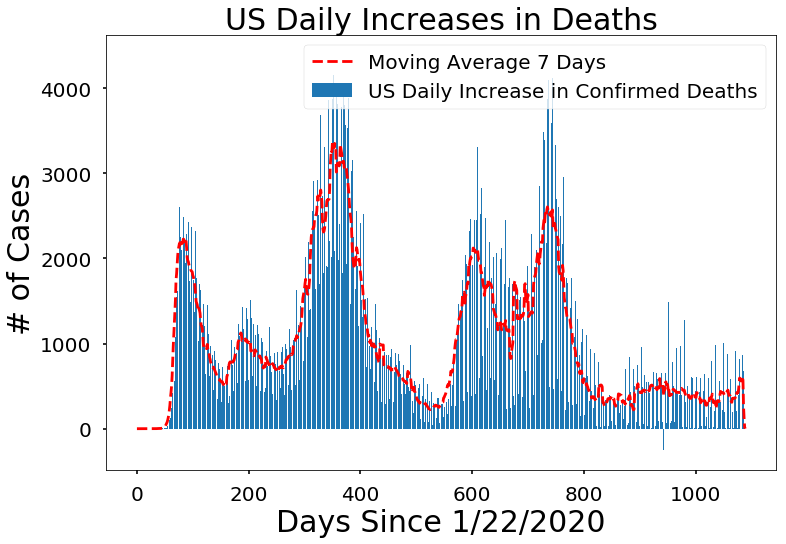 US Daily Increases in Deaths
Moving Average 7 Days
US Daily Increase in Confirmed Deaths
# of Cases
4000
3000
2000
1000
0
0 200 400 600 800 1000
Days Since 1/22/2020